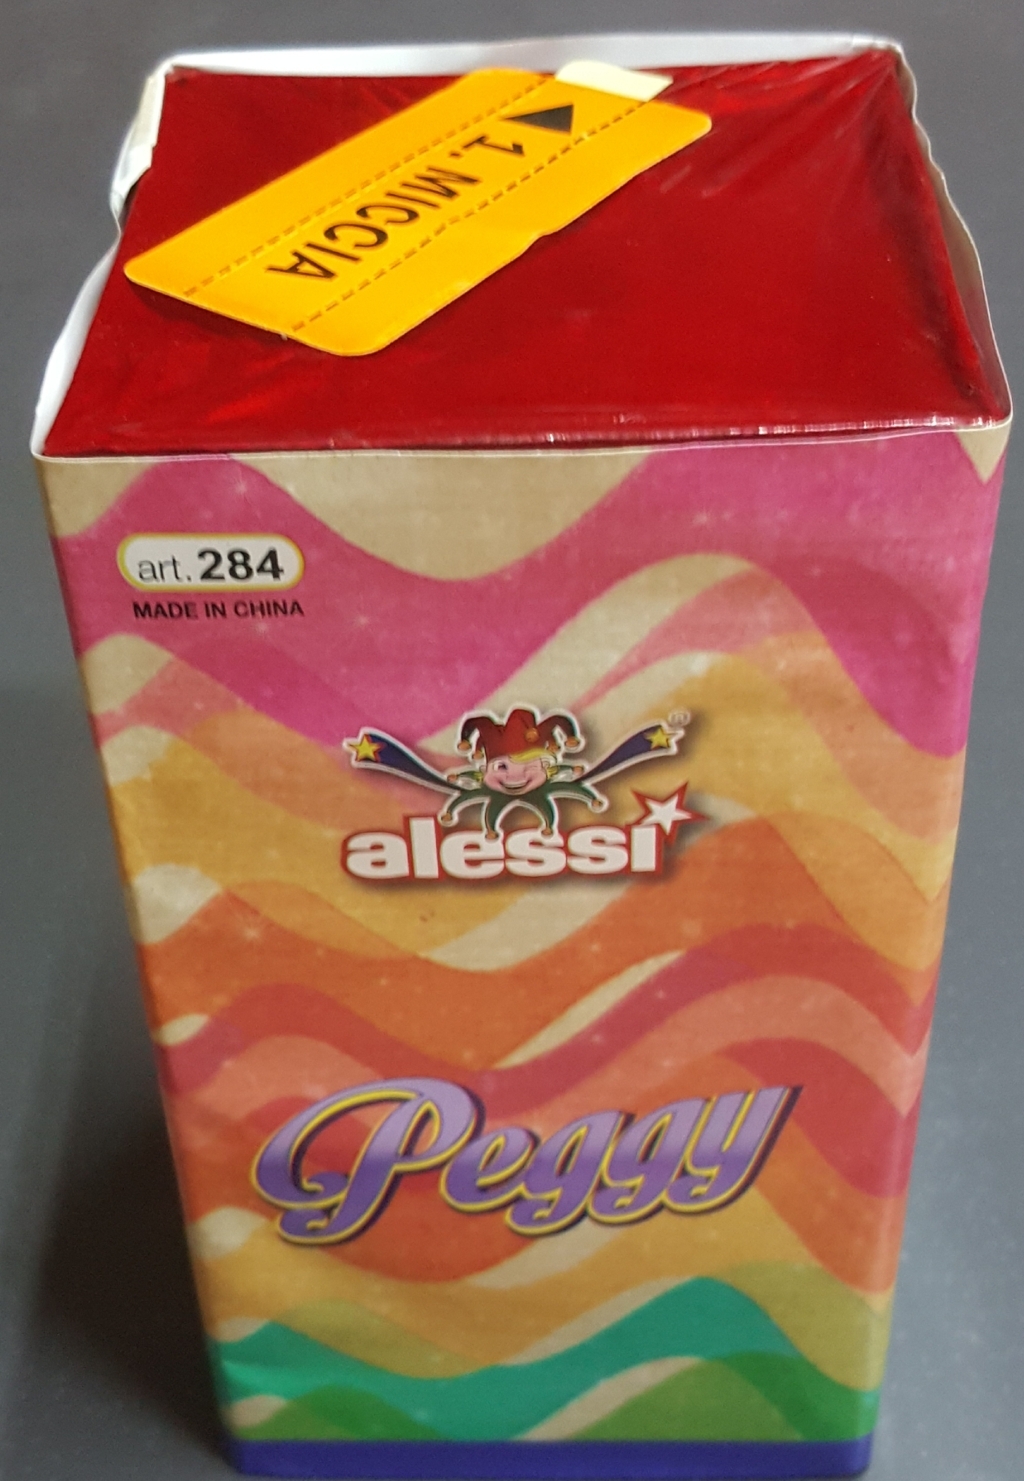 1. MICCIA
art. 284
MADE IN CHINA
®
alessi
Peggy